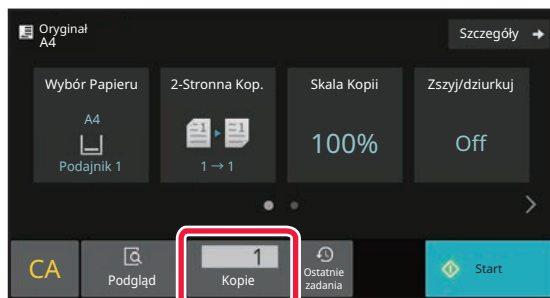 Oryginał
A4
Szczegóły
Wybór Papieru
A4
Podajnik 1
2-Stronna Kop.
1 → 1
Skala Kopii
100%
Zszyj/dziurkuj
Off
CA
Podgląd
1
Kopie
Ostatnie
zadania
Start